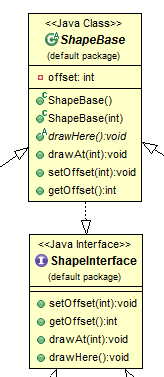 <<Java Class>>
ShapeBase
(default package)
offset: int
ShapeBase()
ShapeBase(int)
drawHere():void
drawAt(int):void
setOffset(int):void
getOffset():int
<<Java Interface>>
ShapeInterface
(default package)
setOffset(int):void
getOffset():int
drawAt(int):void
drawHere():void